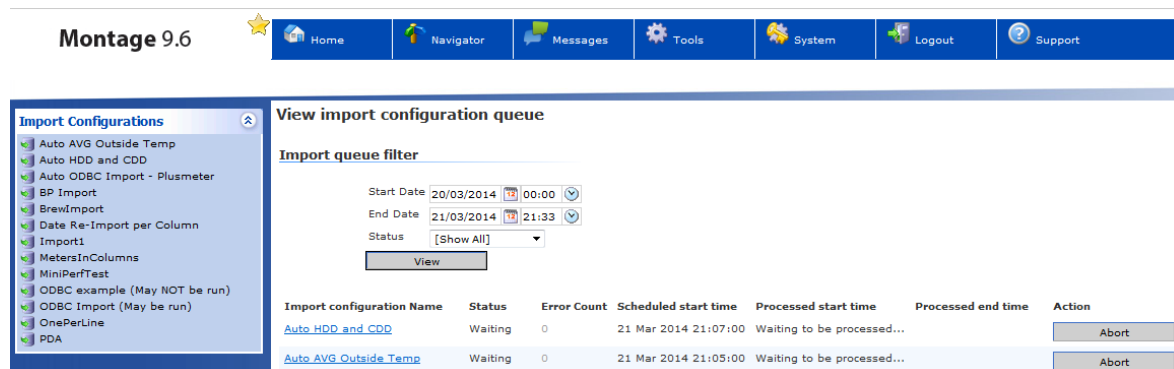 Montage 9.6
Home Navigator Messages Tools System Logout Support
Import Configurations
Auto AVG Outside Temp
Auto HDD and CDD
Auto ODBC Import - Plusmeter
BP Import
BrewImport
Date Re-Import per Column
Import1
MetersInColumns
MiniPerfTest
ODBC example (May NOT be run)
ODBC Import (May be run)
OnePerLine
PDA
View import configuration queue
Import queue filter
Start Date 20/03/2014 12 00:00
End Date 21/03/2014 12 21:33
Status [Show All]
View
Import configuration Name Status Error Count Scheduled start time Processed start time Processed end time Action
Auto HDD and CDD Waiting 0 21 Mar 2014 21:07:00 Waiting to be processed... Abort
Auto AVG Outside Temp Waiting 0 21 Mar 2014 21:05:00 Waiting to be processed... Abort